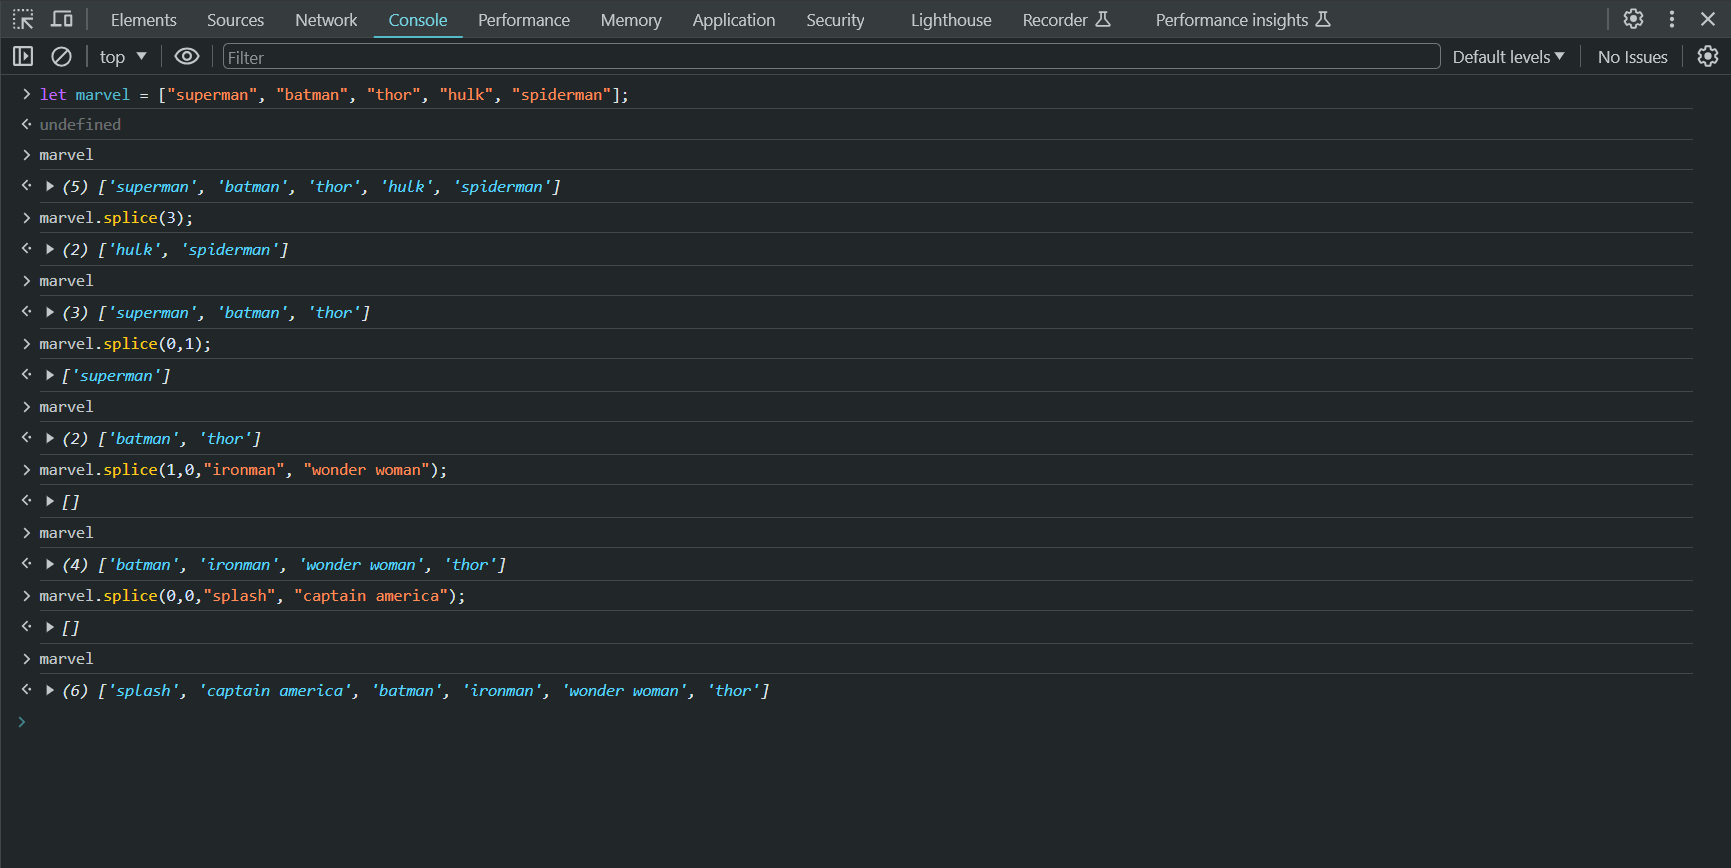 Elements Sources Network Console Performance Memory Application Security Lighthouse Recorder Performance insights
top Filter Default levels No Issues
let marvel = ["superman", "batman", "thor", "hulk", "spiderman"];
undefined
marvel
(5) ['superman', 'batman', 'thor', 'hulk', 'spiderman']
marvel.splice(3);
(2) ['hulk', 'spiderman']
marvel
(3) ['superman', 'batman', 'thor']
marvel.splice(0,1);
['superman']
marvel
(2) ['batman', 'thor']
marvel.splice(1,0,"ironman", "wonder woman");
[]
marvel
(4) ['batman', 'ironman', 'wonder woman', 'thor']
marvel.splice(0,0,"splash", "captain america");
[]
marvel
(6) ['splash', 'captain america', 'batman', 'ironman', 'wonder woman', 'thor']